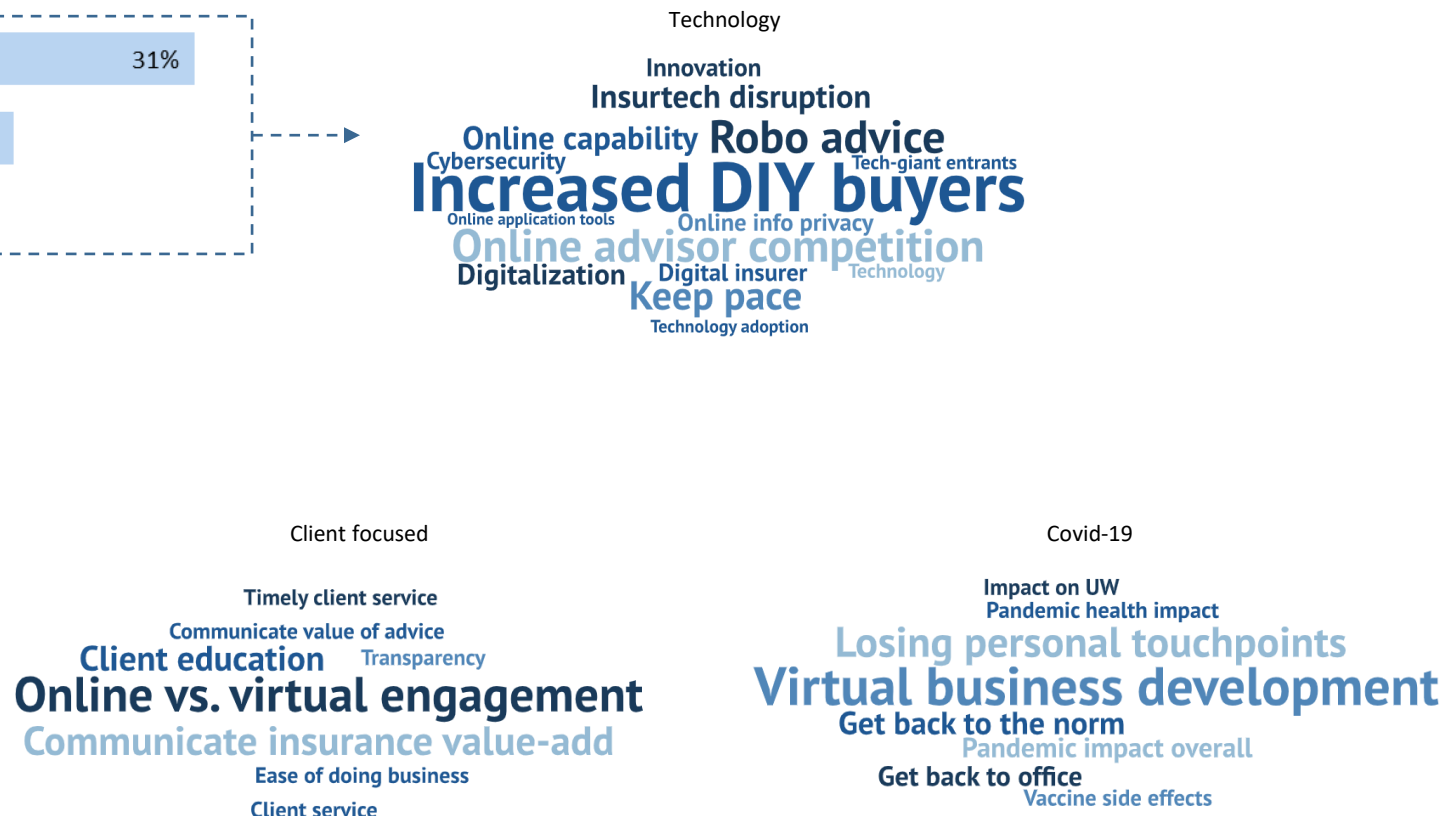 31%
Technology
Innovation
Insurtech disruption
Online capability Robo advice
Cybersecurity Tech-giant entrants
Increased DIY buyers
Online application tools Online info privacy
Online advisor competition
Digitalization Digital insurer Technology
Keep pace
Technology adoption
Client focused
Timely client service
Communicate value of advice
Client education Transparency
Online vs. virtual engagement
Communicate insurance value-add
Ease of doing business
Client service
Covid-19
Impact on UW
Pandemic health impact
Losing personal touchpoints
Virtual business development
Get back to the norm
Pandemic impact overall
Get back to office
Vaccine side effects